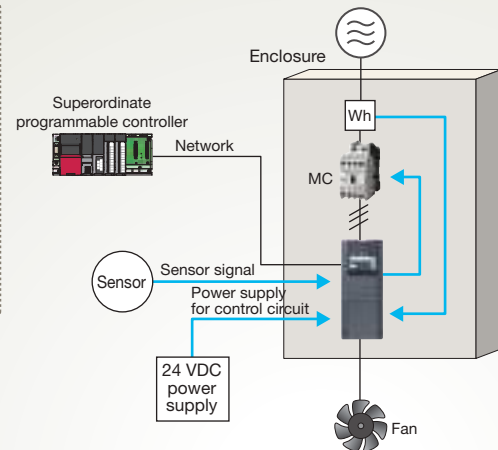 Enclosure
Wh
Superordinate
programmable controller
Network
MC
Sensor
Sensor signal
Power supply
for control circuit
24 VDC
power
supply
Fan